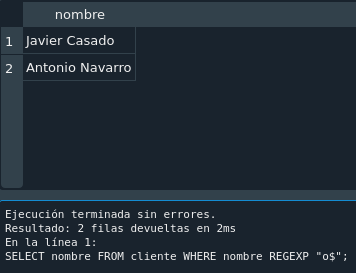 nombre
1 Javier Casado
2 Antonio Navarro
Ejecución terminada sin errores.
Resultado: 2 filas devueltas en 2ms
En la línea 1:
SELECT nombre FROM cliente WHERE nombre REGEXP "o$";